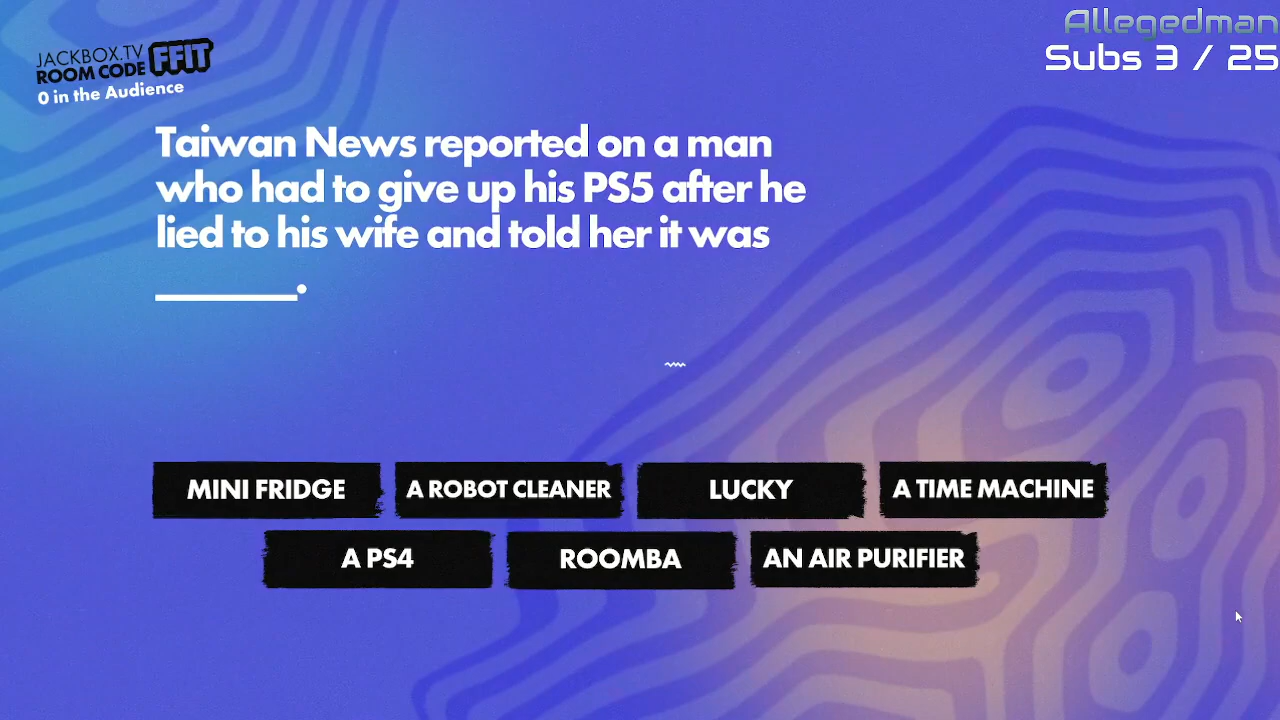 Allegedman
Subs 3 / 25
JACKBOX.TV
ROOM CODE FFIT
0 in the Audience
Taiwan News reported on a man
who had to give up his PS5 after he
lied to his wife and told her it was
________.
MINI FRIDGE
A ROBOT CLEANER
LUCKY
A TIME MACHINE
A PS4
ROOMBA
AN AIR PURIFIER